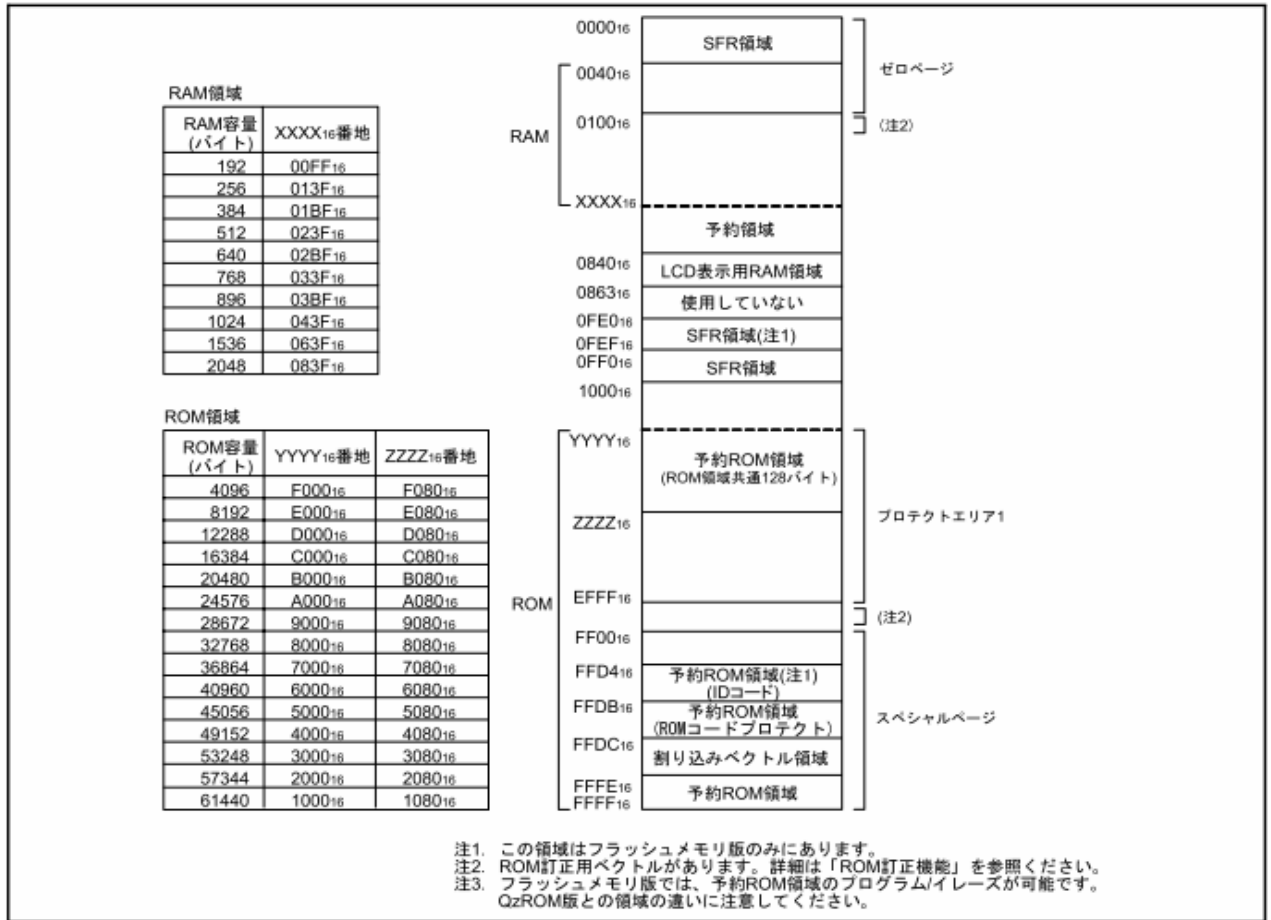 RAM領域
RAM容量(バイト) XXXX16番地
192 00FF16
256 013F16
384 01BF16
512 023F16
640 02BF16
768 033F16
896 03BF16
1024 043F16
1536 063F16
2048 083F16
ROM領域
ROM容量(バイト) YYYY16番地 ZZZZ16番地
4096 F00016 F08016
8192 E00016 E08016
12288 D00016 D08016
16384 C00016 C08016
20480 B00016 B08016
24576 A00016 A08016
28672 900016 908016
32768 800016 808016
36864 700016 708016
40960 600016 608016
45056 500016 508016
49152 400016 408016
53248 300016 308016
57344 200016 208016
61440 100016 108016
RAM
000016
SFR領域
ゼロページ
004016
010016
(注2)
XXXX16
予約領域
084016
LCD表示用RAM領域
086316
使用していない
0FE016
SFR領域(注1)
0FEF16
0FF016
SFR領域
100016
ROM
YYYY16
予約ROM領域
(ROM領域共通128バイト)
プロテクトエリア1
ZZZZ16
EFFF16
(注2)
FF0016
スペシャルページ
FFD416
予約ROM領域(注1)
(IDコード)
FFDB16
予約ROM領域
(ROMコードプロテクト)
FFDC16
割り込みベクトル領域
FFFE16
予約ROM領域
FFFF16
注1. この領域はフラッシュメモリ版のみにあります。
注2. ROM訂正用ベクトルがあります。詳細は「ROM訂正機能」を参照ください。
注3. フラッシュメモリ版では、予約ROM領域のプログラム/イレーズが可能です。
QzROM版との領域の違いに注意してください。